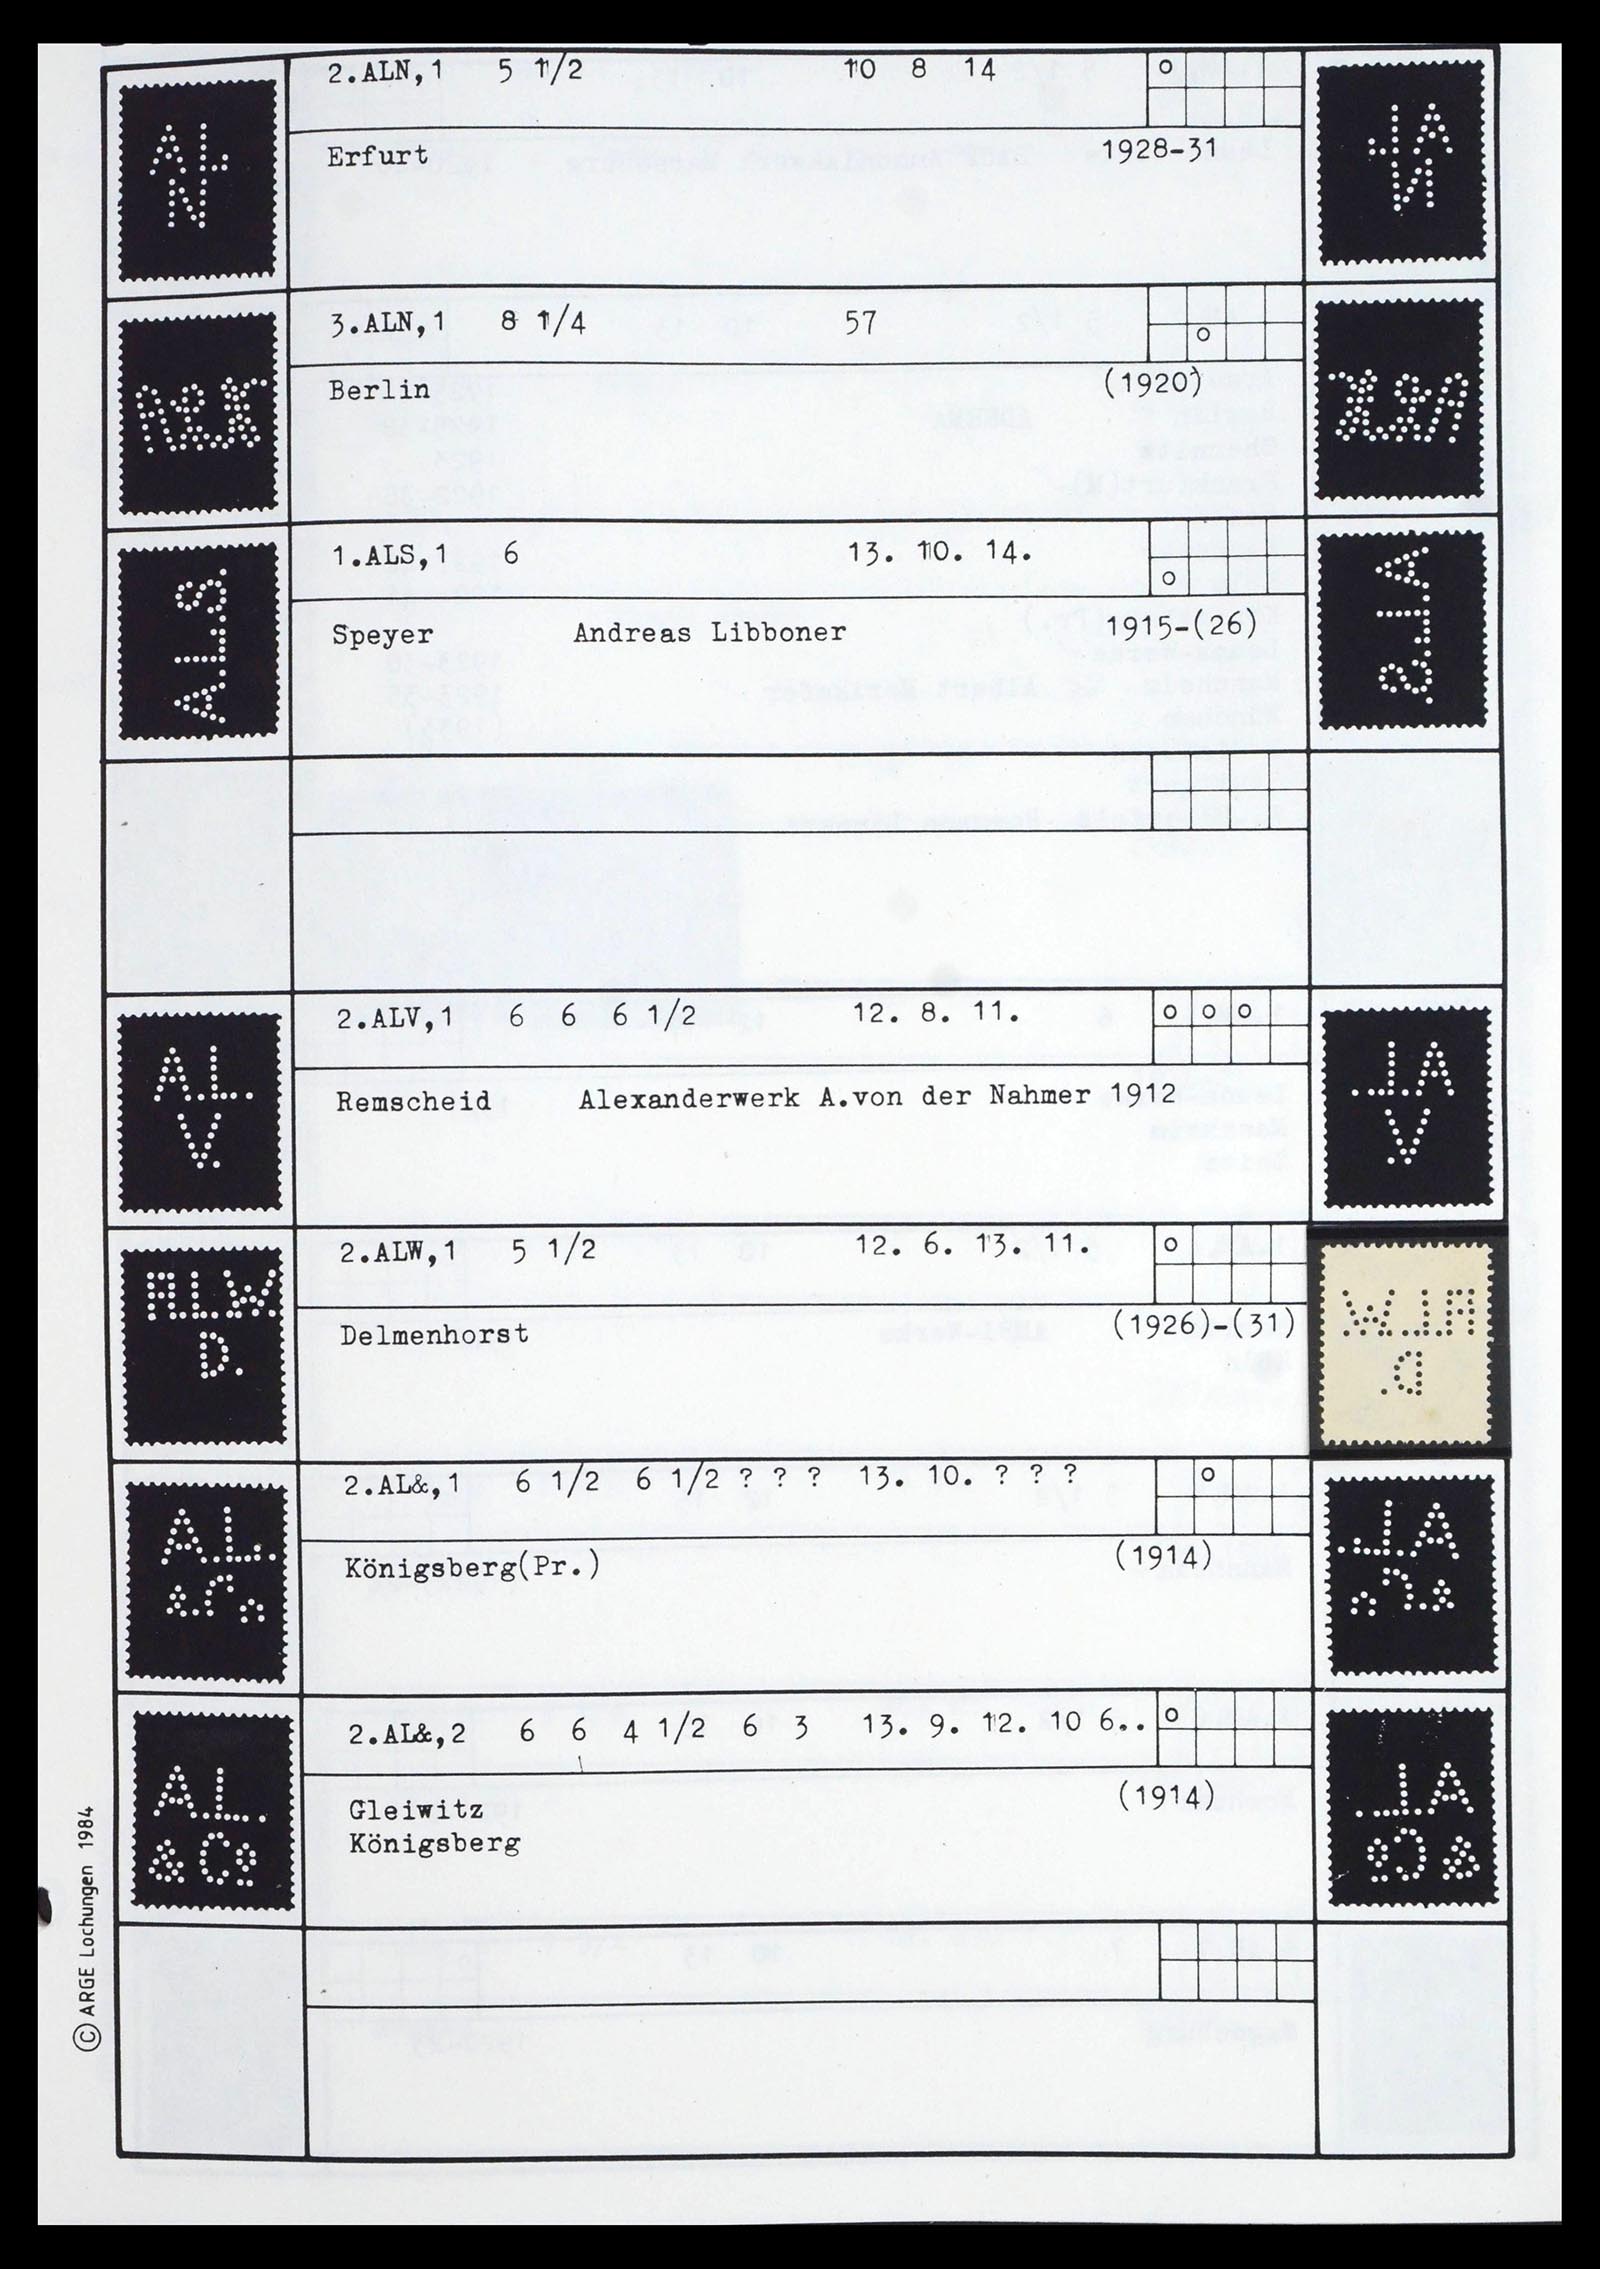 2.ALN,1 5 1/2 10 8 14
Erfurt 1928-31
AL
N
3.ALN,1 8 1/4 57
Berlin (1920)
1.ALS,1 6 13. 10. 14.
Speyer Andreas Libboner 1915-(26)
A.L.S.
2.ALV,1 6 6 6 1/2 12. 8. 11.
Remscheid Alexanderwerk A.von der Nahmer 1912
A.L.
V.
2.ALW,1 5 1/2 12. 6. 13. 11.
Delmenhorst (1926)-(31)
A.L.W.
D.
2.AL&,1 6 1/2 6 1/2 ? ? ? 13. 10. ? ? ?
Königsberg(Pr.) (1914)
A.L.
2.AL&,2 6 6 4 1/2 6 3 13. 9. 12. 10 6..
Gleiwitz (1914)
Königsberg
A.L.
& Co
© ARGE Lochungen 1984